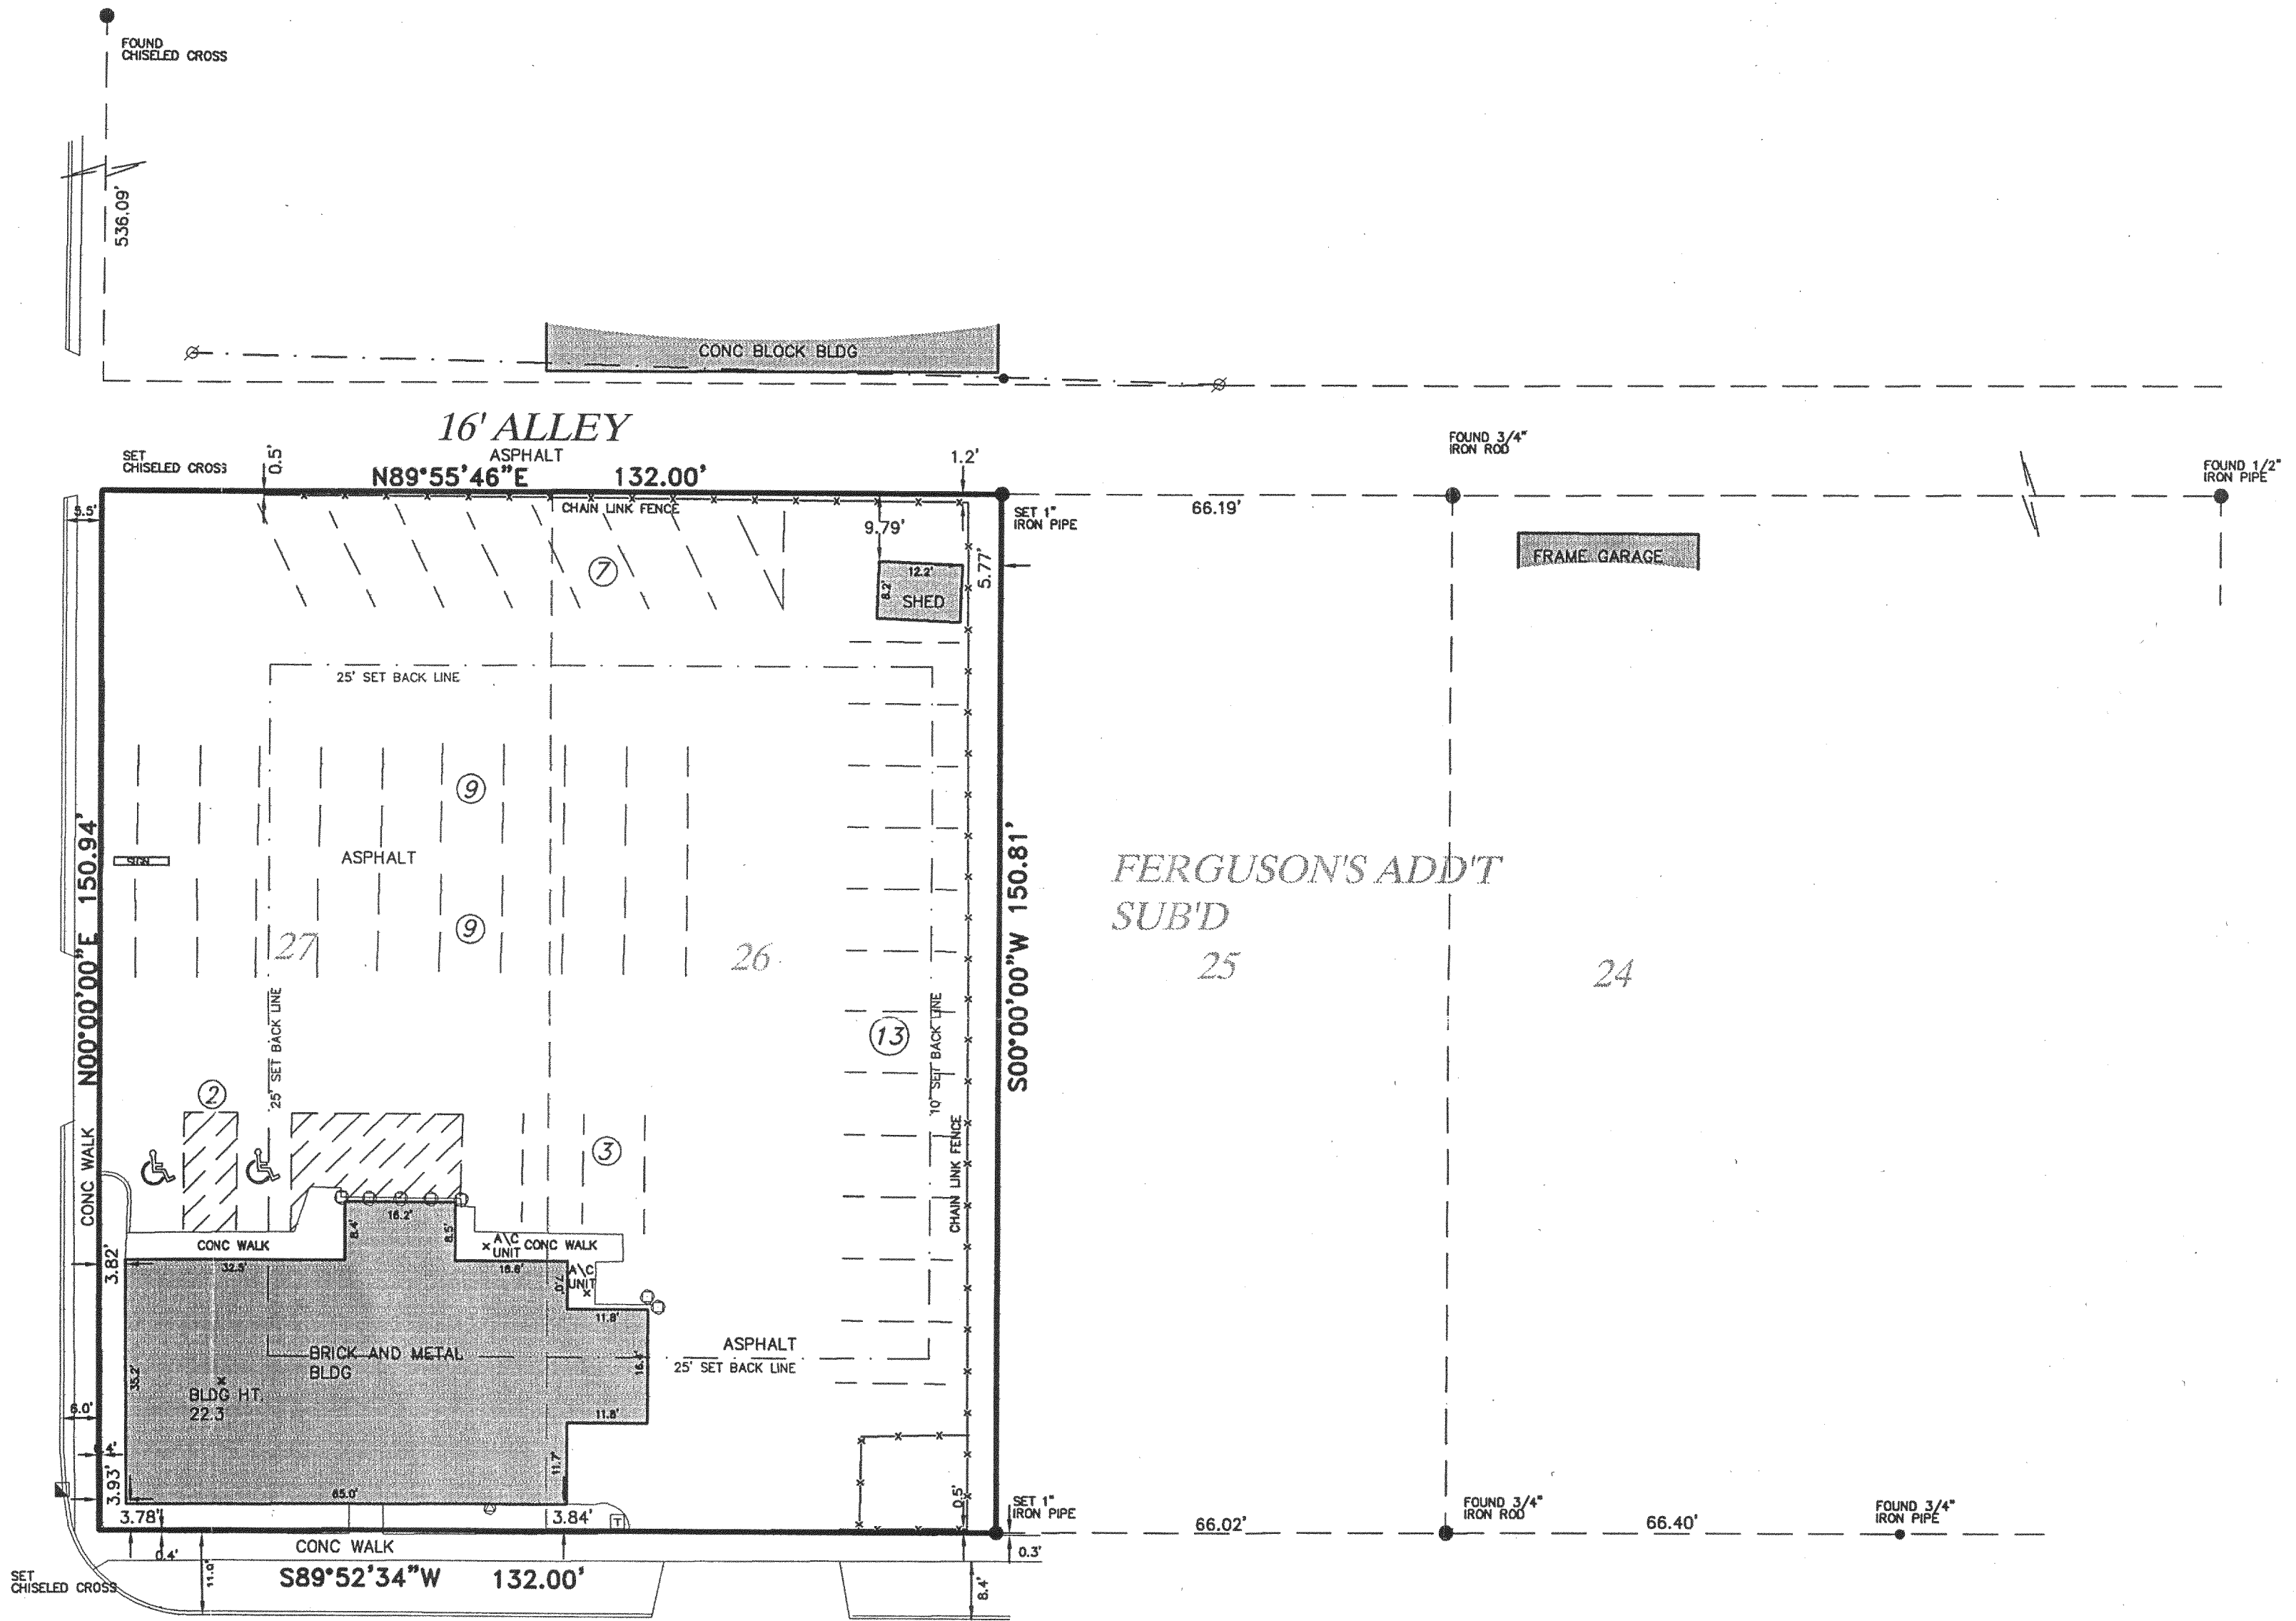 FOUND
CHISELED CROSS
536.09'
CONC BLOCK BLDG
16' ALLEY
ASPHALT
N89°55'46"E 132.00'
SET
CHISELED CROSS
0.5'
1.2'
FOUND 3/4"
IRON ROD
FOUND 1/2"
IRON PIPE
5.5'
CHAIN LINK FENCE
9.79'
SET 1"
IRON PIPE
66.19'
7
12.2'
8.2'
SHED
5.77'
FRAME GARAGE
25' SET BACK LINE
9
ASPHALT
SIGN
N00°00'00"E 150.94'
S00°00'00"W 150.81'
FERGUSON'S ADD'T
SUB'D
9
27
26
25
24
25' SET BACK LINE
10' SET BACK LINE
13
2
3
CONC WALK
CHAIN LINK FENCE
16.2'
8.4'
8.5'
CONC WALK
A\C
UNIT
CONC WALK
3.82'
32.5'
16.8'
7.0'
A\C
UNIT
11.8'
BRICK AND METAL
BLDG
16.4'
ASPHALT
25' SET BACK LINE
35.2'
BLDG HT.
22.3
6.0'
11.8'
.4'
3.93'
11.7'
65.0'
0.5'
SET 1"
IRON PIPE
FOUND 3/4"
IRON ROD
FOUND 3/4"
IRON PIPE
3.78'
3.84'
T
66.02'
66.40'
CONC WALK
0.4'
0.3'
SET
CHISELED CROSS
11.9'
S89°52'34"W 132.00'
8.4'